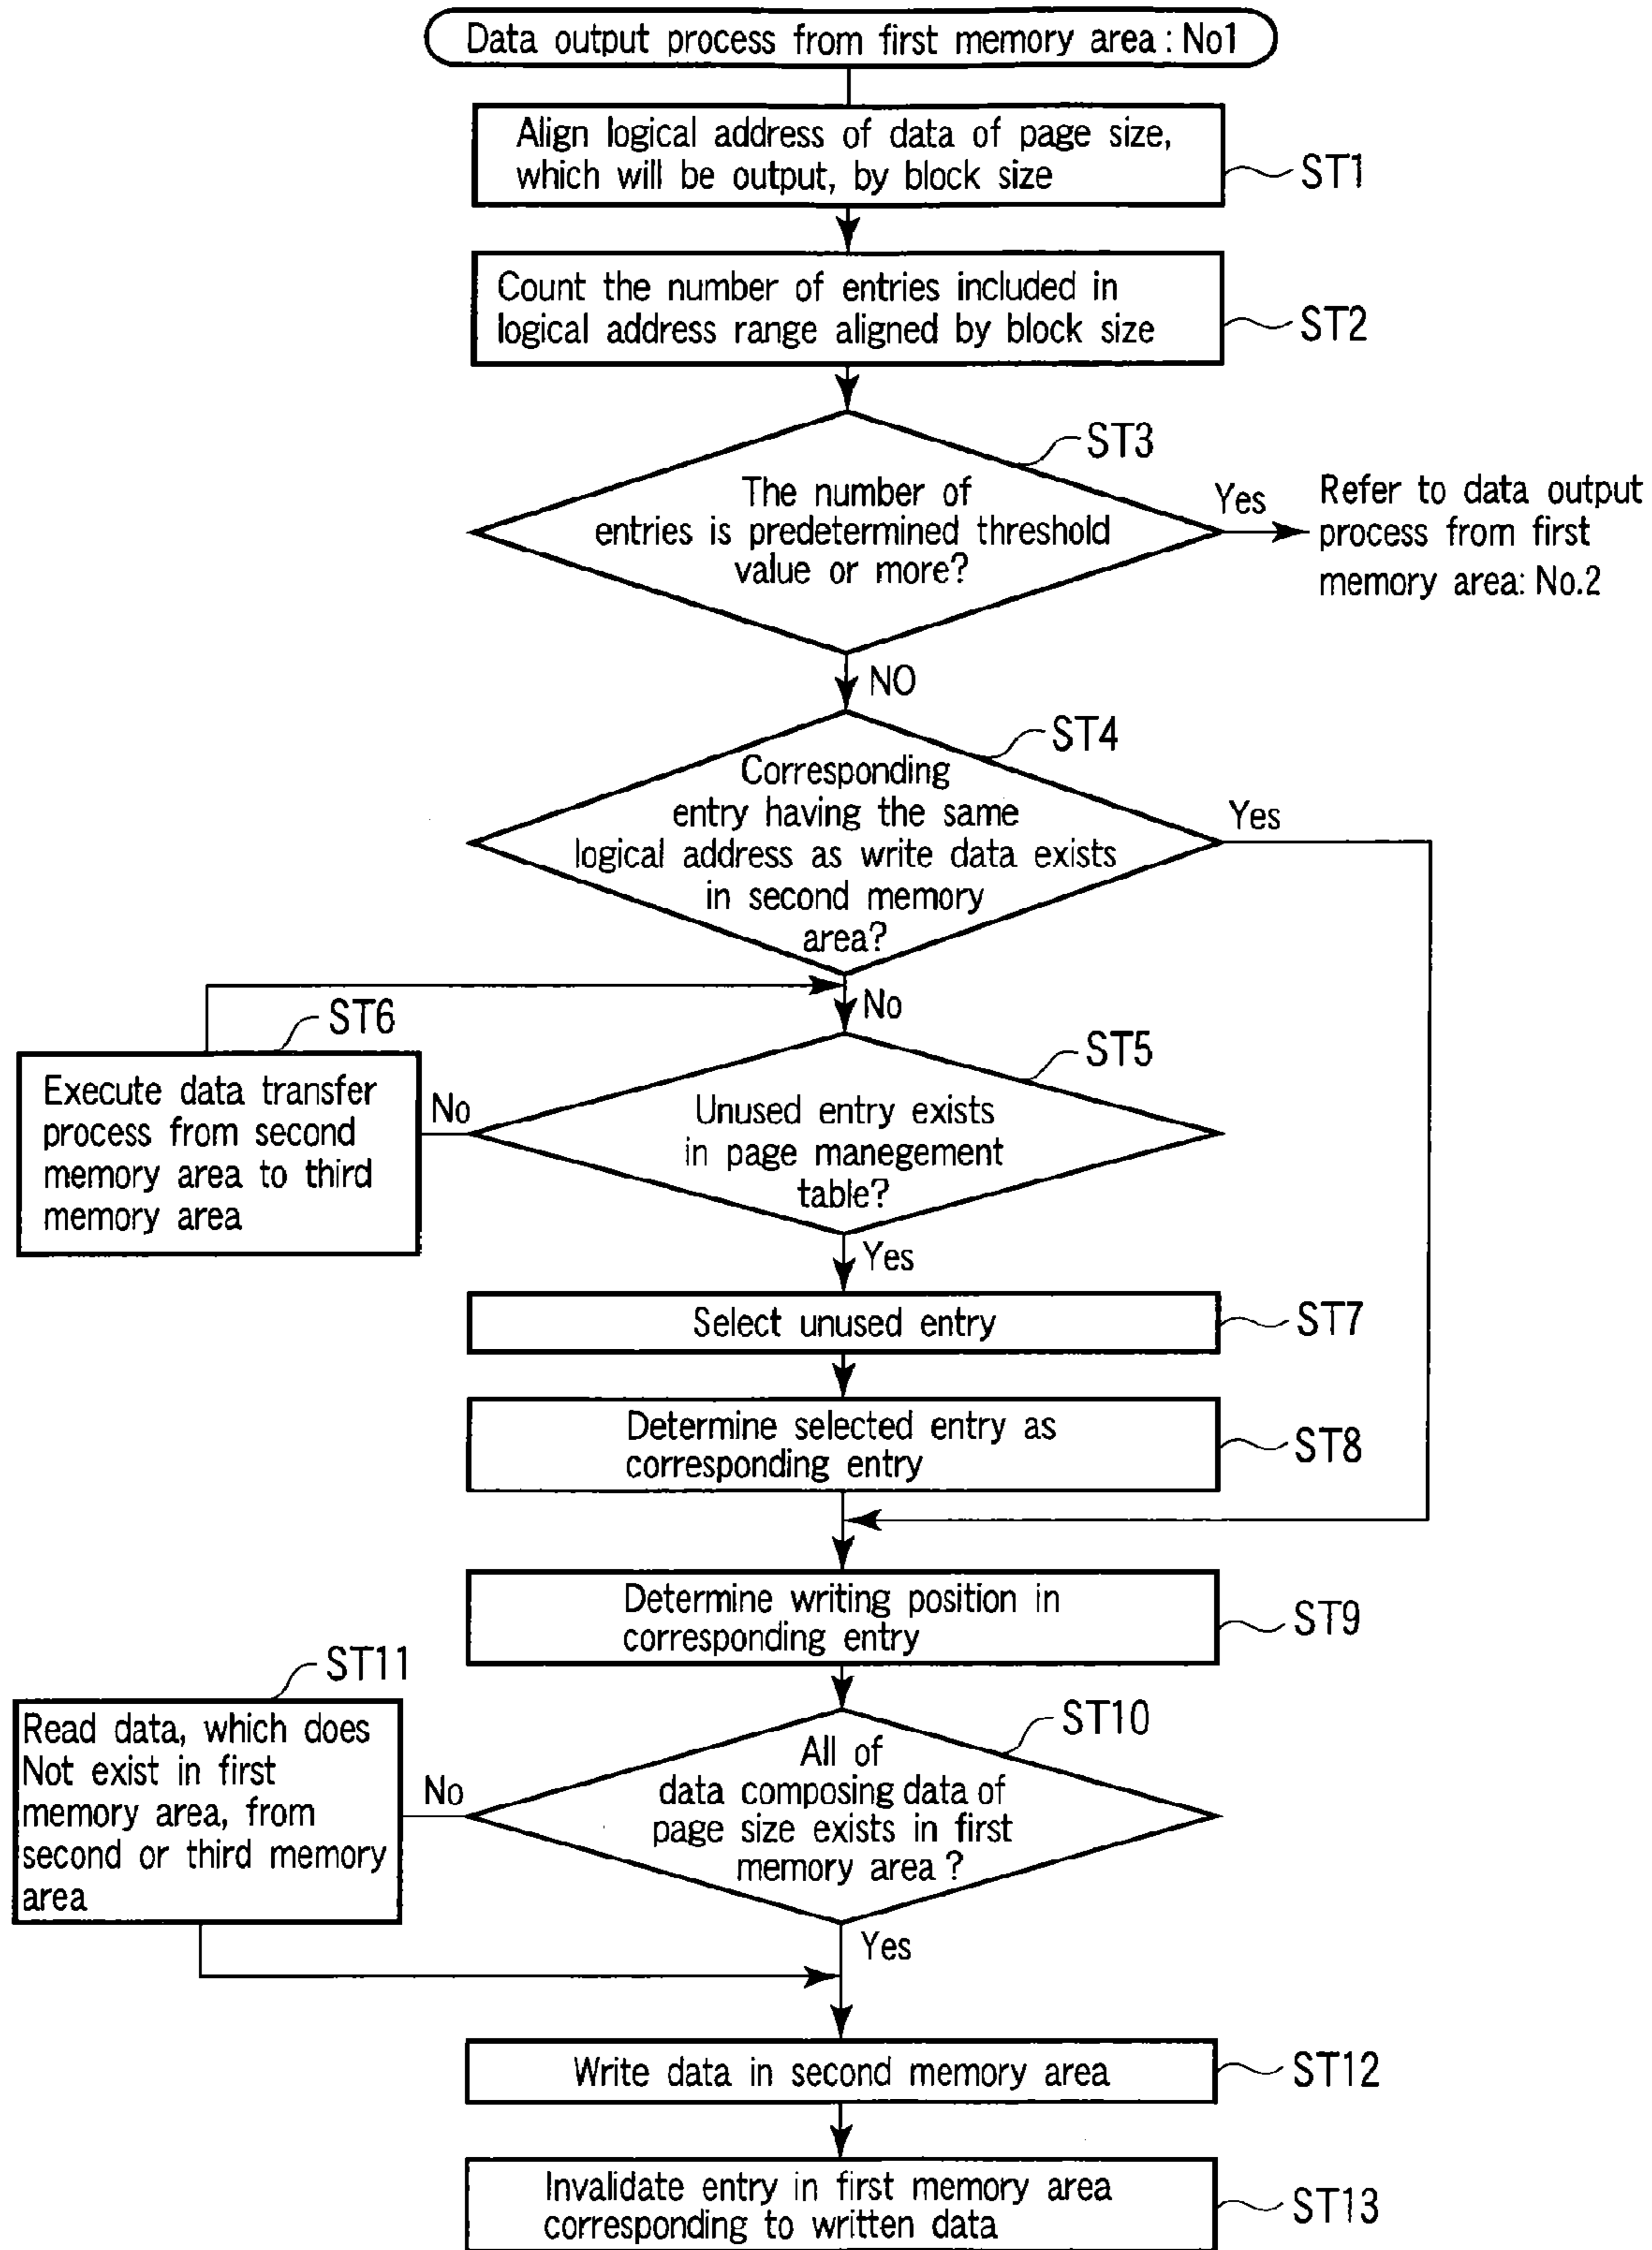 Data output process from first memory area : No1
Align logical address of data of page size,
which will be output, by block size
ST1
Count the number of entries included in
logical address range aligned by block size
ST2
ST3
The number of
entries is predetermined threshold
value or more?
Yes
Refer to data output
process from first
memory area: No.2
NO
ST4
Corresponding
entry having the same
logical address as write data exists
in second memory
area?
Yes
No
ST6
Execute data transfer
process from second
memory area to third
memory area
No
ST5
Unused entry exists
in page manegement
table?
Yes
Select unused entry
ST7
Determine selected entry as
corresponding entry
ST8
Determine writing position in
corresponding entry
ST9
ST11
Read data, which does
Not exist in first
memory area, from
second or third memory
area
No
ST10
All of
data composing data of
page size exists in first
memory area ?
Yes
Write data in second memory area
ST12
Invalidate entry in first memory area
corresponding to written data
ST13